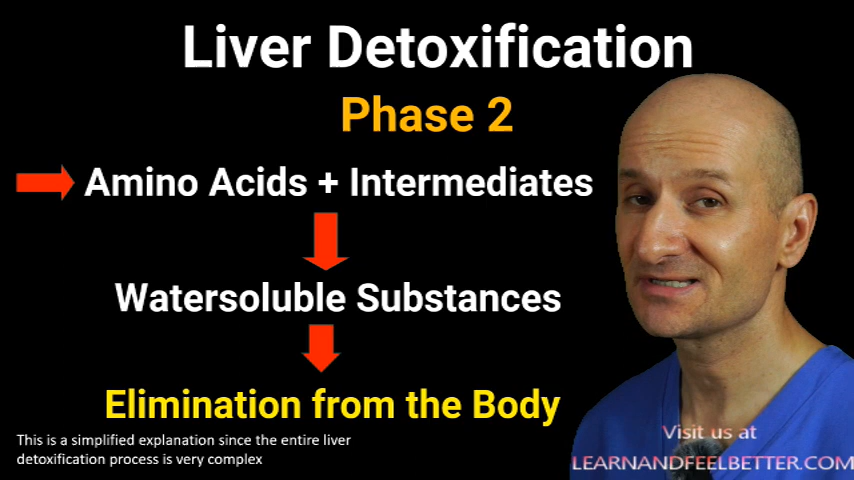 Liver Detoxification
Phase 2
Amino Acids + Intermediates
Watersoluble Substances
Elimination from the Body
This is a simplified explanation since the entire liver
detoxification process is very complex
Visit us at
LEARNANDFEELBETTER.COM